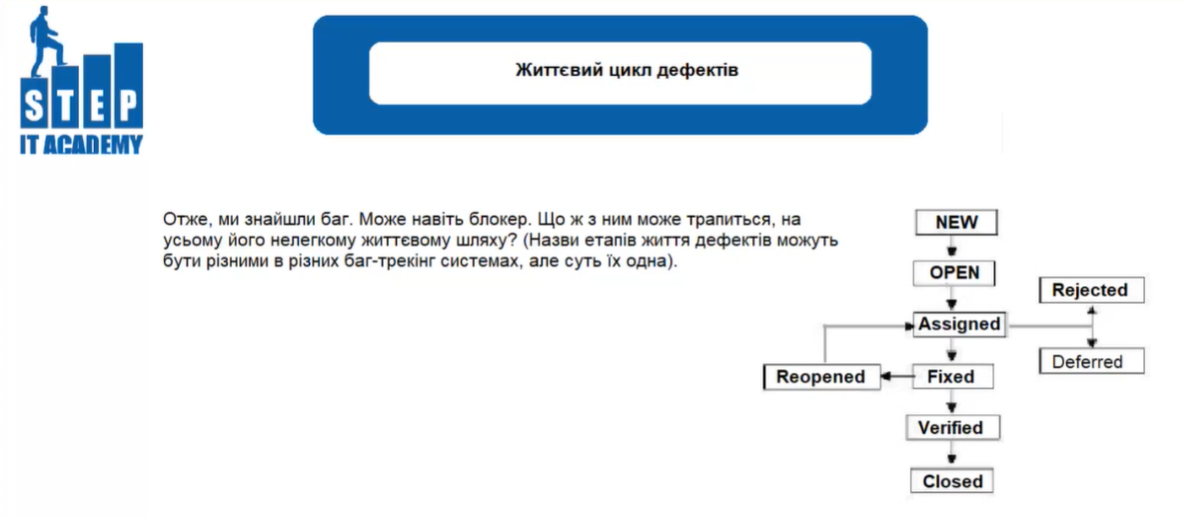 STEP
IT ACADEMY
Життєвий цикл дефектів
Отже, ми знайшли баг. Може навіть блокер. Що ж з ним може трапиться, на
усьому його нелегкому життєвому шляху? (Назви етапів життя дефектів можуть
бути різними в різних баг-трекінг системах, але суть їх одна).
NEW
OPEN
Rejected
Assigned
Deferred
Reopened
Fixed
Verified
Closed